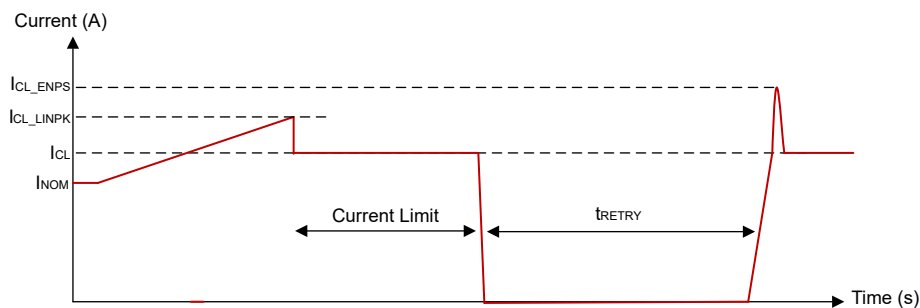 Current (A)
ICL_ENPS
ICL_LINPK
ICL
INOM
Current Limit
tRETRY
Time (s)